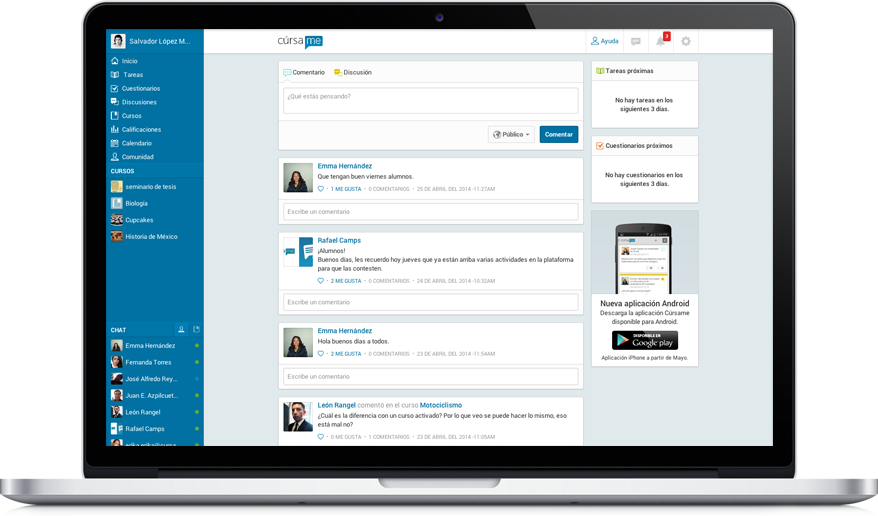 Salvador López M...
Inicio
Tareas
Cuestionarios
Discusiones
Cursos
Calificaciones
Calendario
Comunidad
CURSOS
seminario de tesis
Biología
Cupcakes
Historia de México
CHAT
Emma Hernández
Fernanda Torres
José Alfredo Rey...
Juan E. Azpilcuet...
León Rangel
Rafael Camps
cúrsame
Ayuda
3
Comentario Discusión
¿Qué estás pensando?
Público
Comentar
Emma Hernández
Que tengan buen viernes alumnos.
1 ME GUSTA • 0 COMENTARIOS • 25 DE ABRIL DEL 2014 -11:27AM
Escribe un comentario
Rafael Camps
¡Alumnos!
Buenos días, les recuerdo hoy jueves que ya están arriba varias actividades en la plataforma
para que las contesten.
2 ME GUSTA • 0 COMENTARIOS • 24 DE ABRIL DEL 2014 -10:32AM
Escribe un comentario
Emma Hernández
Hola buenos días a todos.
2 ME GUSTA • 0 COMENTARIOS • 23 DE ABRIL DEL 2014 -11:54AM
Escribe un comentario
León Rangel comentó en el curso Motociclismo
¿Cuál es la diferencia con un curso activado? Por lo que veo se puede hacer lo mismo, eso
está mal no?
0 ME GUSTA • 1 COMENTARIOS • 23 DE ABRIL DEL 2014 -11:05AM
Tareas próximas
No hay tareas en los
siguientes 3 días.
Cuestionarios próximos
No hay cuestionarios en los
siguientes 3 días.
Nueva aplicación Android
Descarga la aplicación Cúrsame
disponible para Android.
DISPONIBLE EN
Google play
Aplicación iPhone a partir de Mayo.